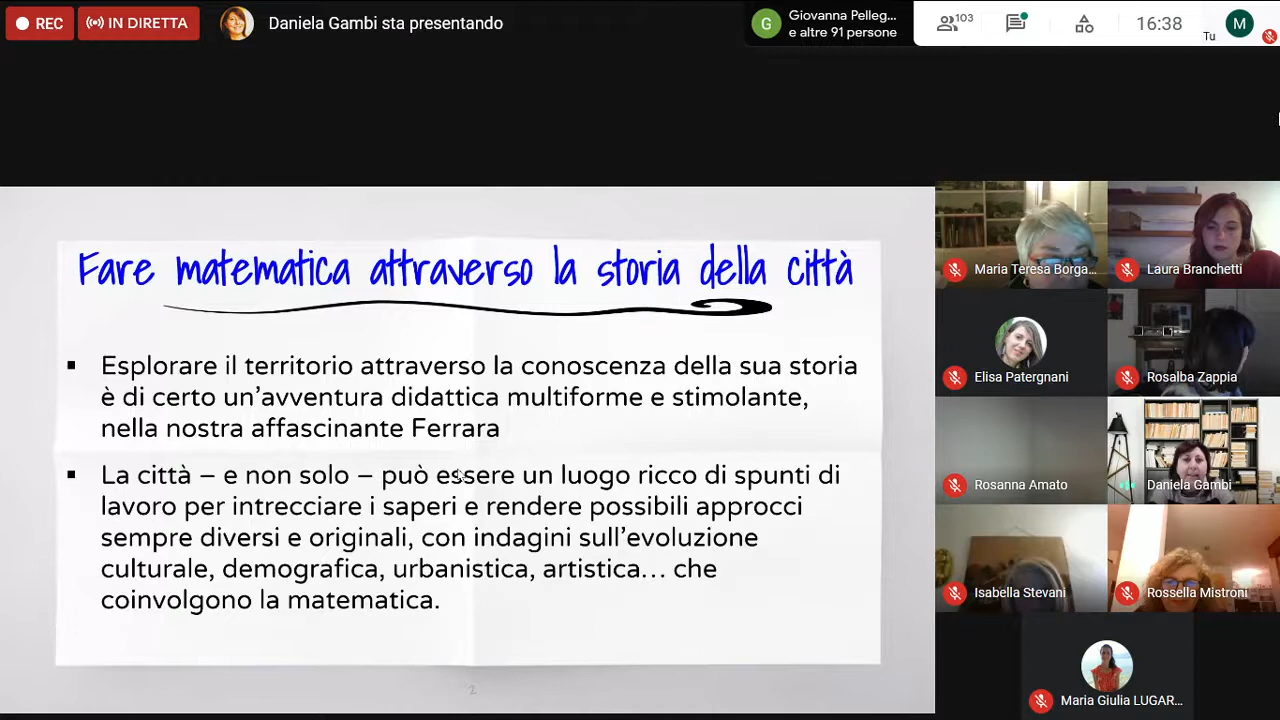 REC
IN DIRETTA
Daniela Gambi sta presentando
G
Giovanna Pelleg...
e altre 91 persone
103
16:38
Tu
M
Fare matematica attraverso la storia della città
▪ Esplorare il territorio attraverso la conoscenza della sua storia
è di certo un’avventura didattica multiforme e stimolante,
nella nostra affascinante Ferrara
▪ La città – e non solo – può essere un luogo ricco di spunti di
lavoro per intrecciare i saperi e rendere possibili approcci
sempre diversi e originali, con indagini sull’evoluzione
culturale, demografica, urbanistica, artistica… che
coinvolgono la matematica.
2
Maria Teresa Borga...
Laura Branchetti
Elisa Patergnani
Rosalba Zappia
Rosanna Amato
Daniela Gambi
Isabella Stevani
Rossella Mistroni
Maria Giulia LUGAR...